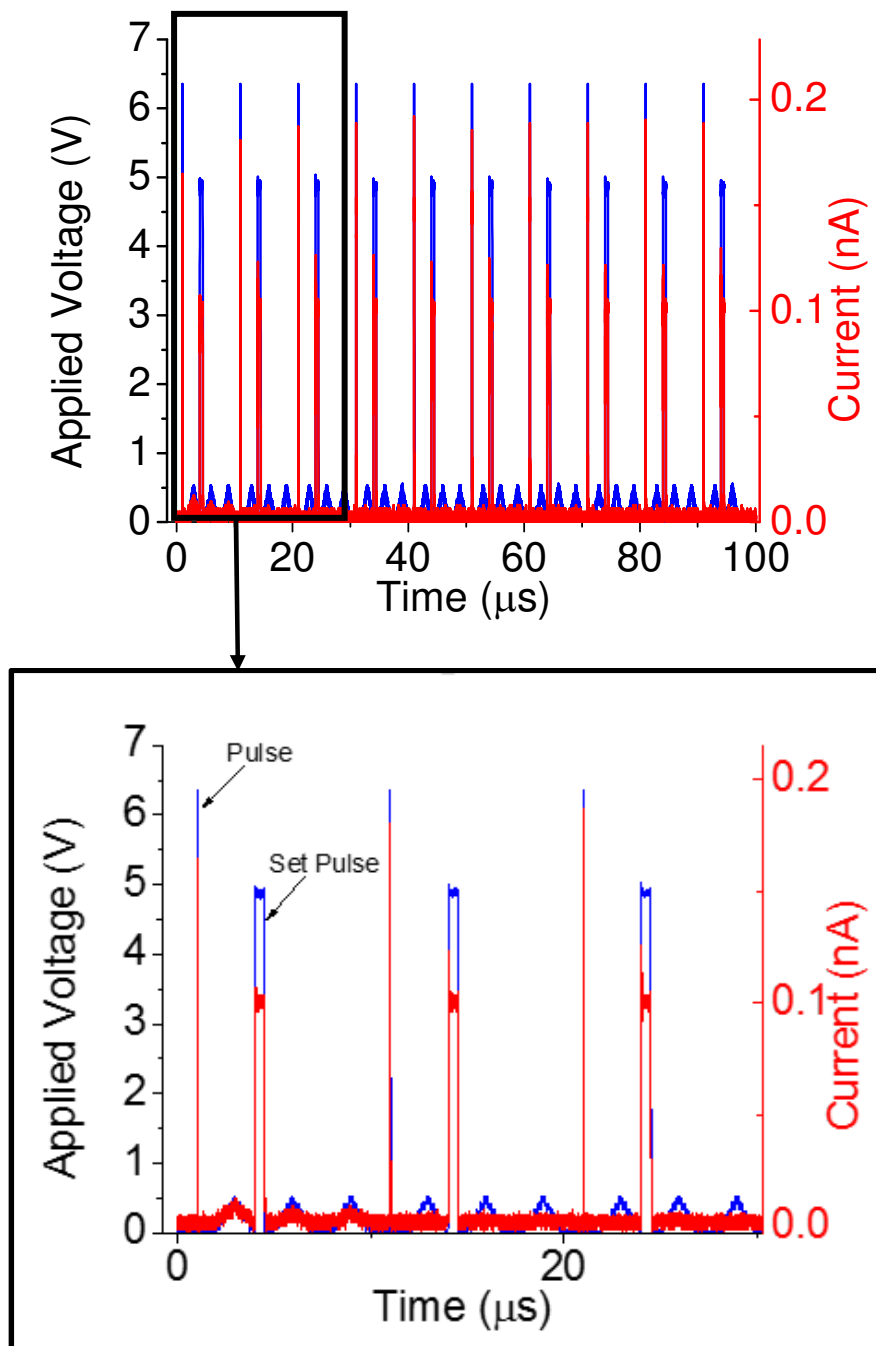 Applied Voltage (V)
7
6
5
4
3
2
1
0
0.2
0.1
0.0
Current (nA)
0 20 40 60 80 100
Time (μs)
Applied Voltage (V)
7
6
5
4
3
2
1
0
Pulse
Set Pulse
0.2
0.1
0.0
Current (nA)
0 20
Time (μs)